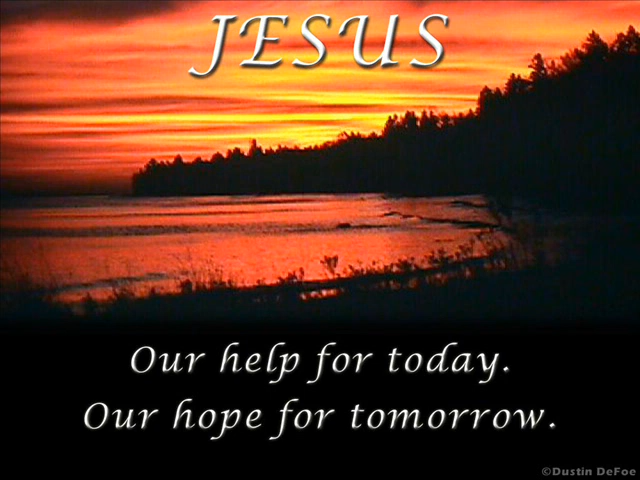 JESUS
Our help for today.
Our hope for tomorrow.
©Dustin DeFoe